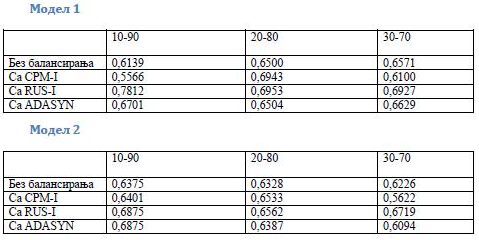 Модел 1
10-90 20-80 30-70
Без балансирања 0,6139 0,6500 0,6571
Са CPM-I 0,5566 0,6943 0,6100
Са RUS-I 0,7812 0,6953 0,6927
Са ADASYN 0,6701 0,6504 0,6629
Модел 2
10-90 20-80 30-70
Без балансирања 0,6375 0,6328 0,6226
Са CPM-I 0,6401 0,6533 0,5622
Са RUS-I 0,6875 0,6562 0,6719
Са ADASYN 0,6875 0,6387 0,6094